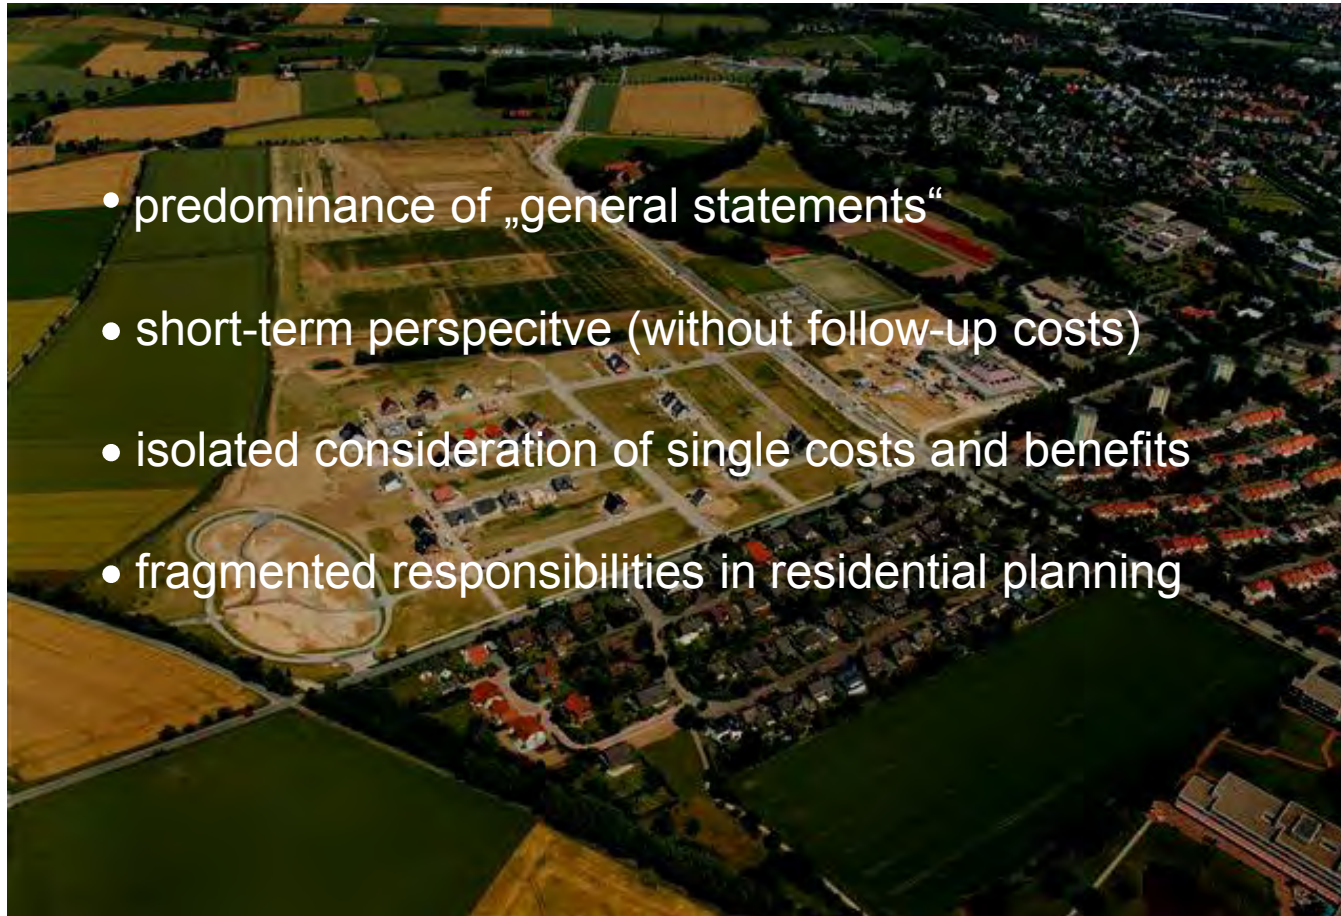 • predominance of „general statements“
• short-term perspecitve (without follow-up costs)
• isolated consideration of single costs and benefits
• fragmented responsibilities in residential planning